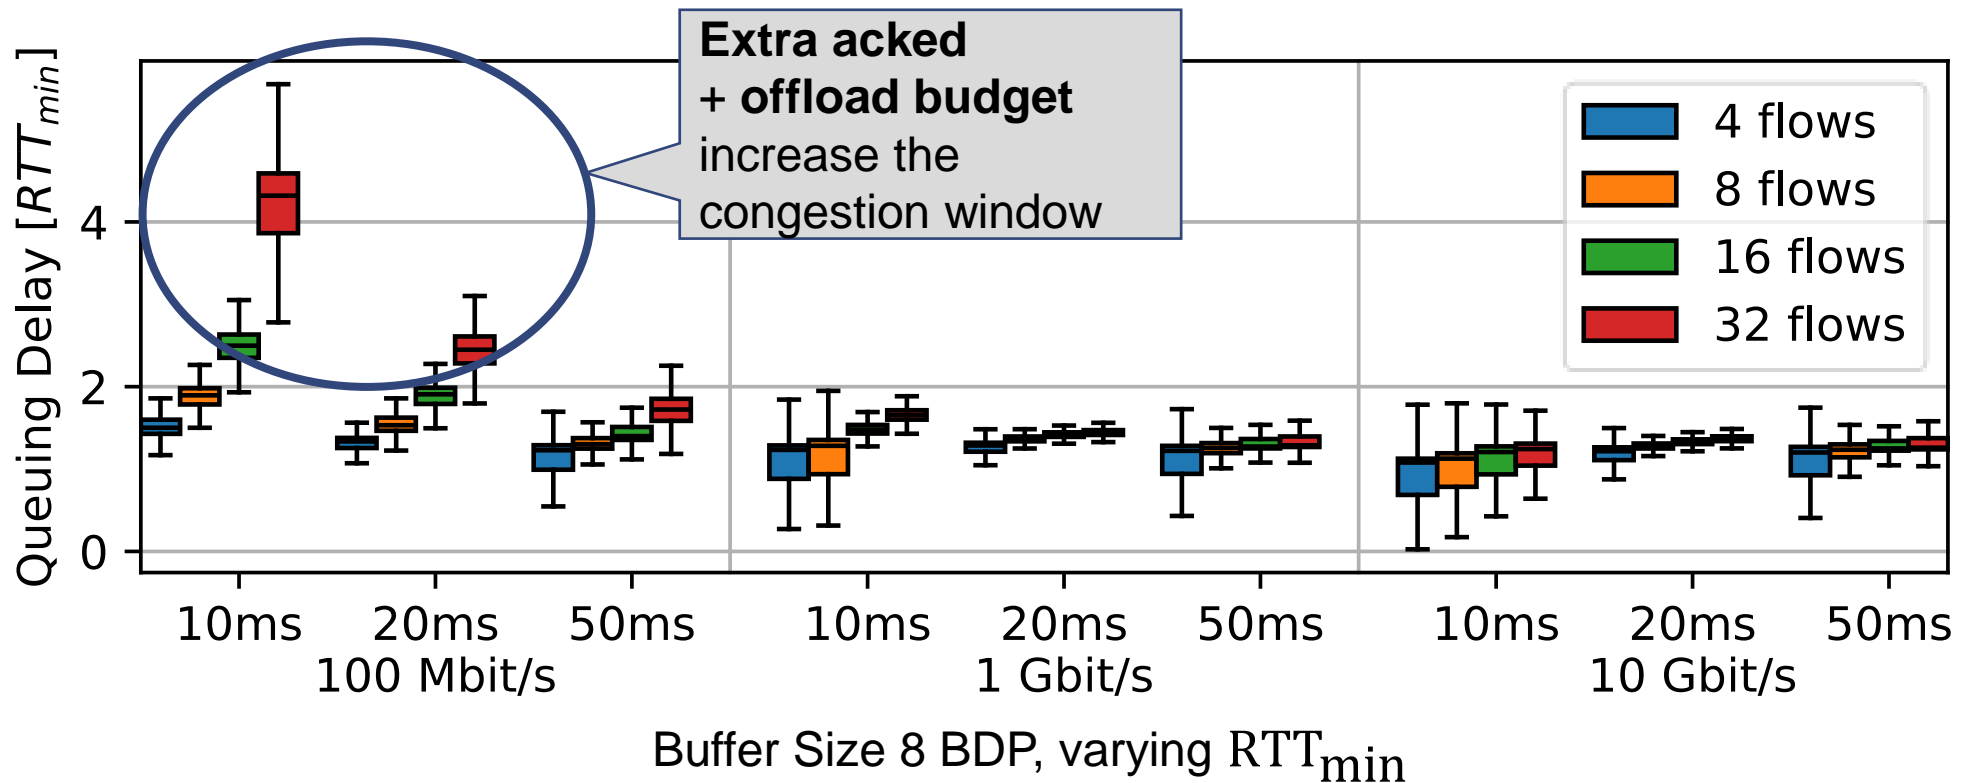 Extra acked
+ offload budget
increase the
congestion window
Queuing Delay [RTTmin]
4
2
0
4 flows
8 flows
16 flows
32 flows
10ms 20ms 50ms 10ms 20ms 50ms 10ms 20ms 50ms
100 Mbit/s 1 Gbit/s 10 Gbit/s
Buffer Size 8 BDP, varying RTTmin